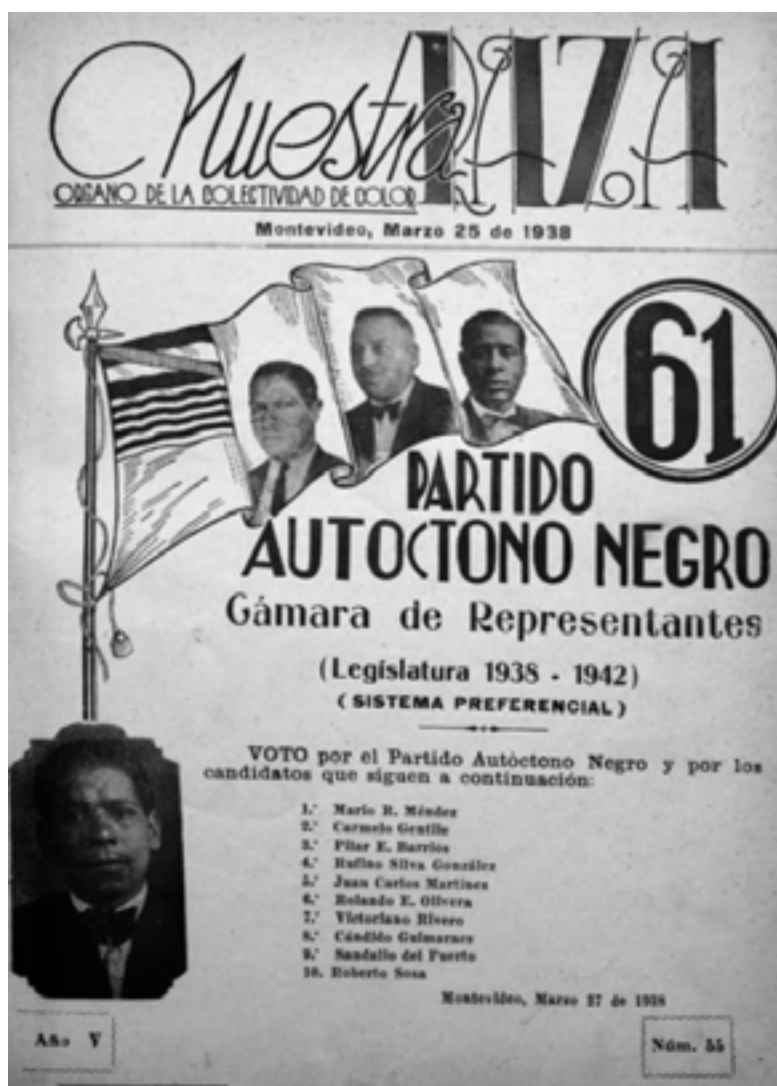 Nuestra RAZA
ORGANO DE LA COLECTIVIDAD DE COLOR
Montevideo, Marzo 25 de 1938
61
PARTIDO
AUTOCTONO NEGRO
Cámara de Representantes
(Legislatura 1938 - 1942)
(SISTEMA PREFERENCIAL)
VOTO por el Partido Autòctono Negro y por los
candidatos que siguen a continuación:
1.° Mario R. Méndez
2.° Carmelo Gentile
3.° Pilar E. Barrios
4.° Rufino Silva González
5.° Juan Carlos Martínez
6.° Rolando E. Olivera
7.° Victoriano Rivero
8.° Cándido Guimaraes
9.° Sandalio del Puerto
10. Roberto Sosa
Montevideo, Marzo 27 de 1938
Año V
Núm. 55